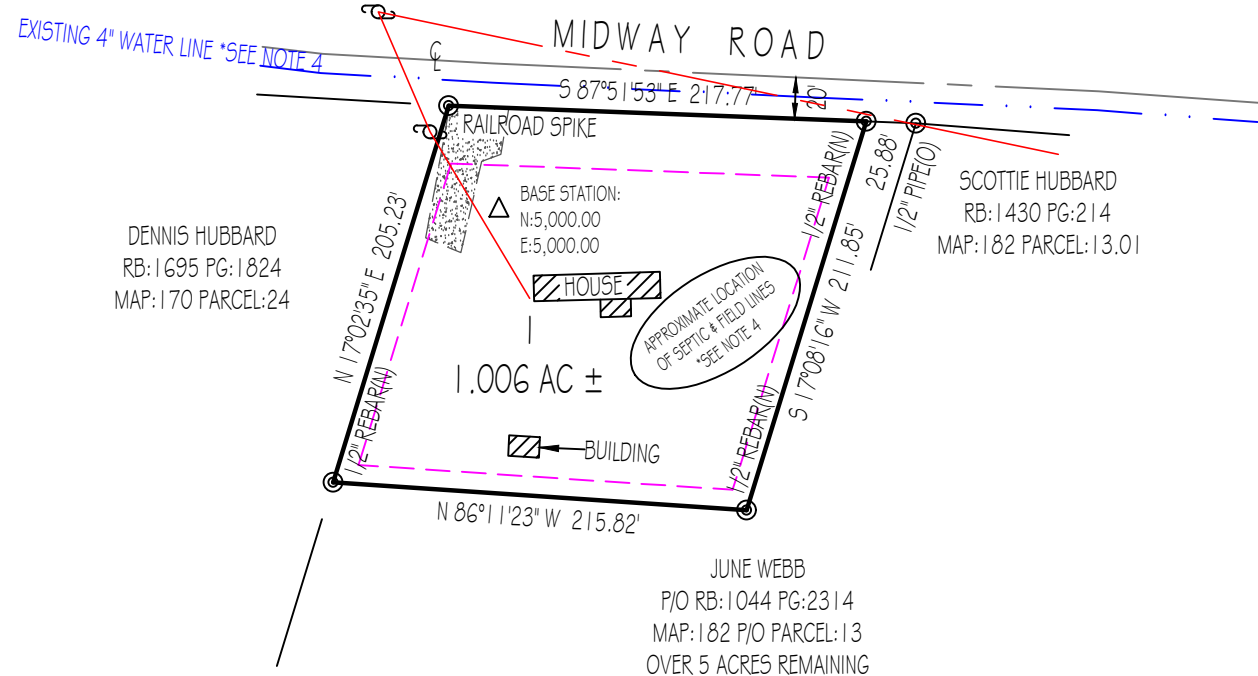 MIDWAY ROAD
EXISTING 4" WATER LINE *SEE NOTE 4
℄
S 87°51'53" E 217.77'
20'
RAILROAD SPIKE
1/2" REBAR(N)
25.88'
1/2" PIPE(O)
SCOTTIE HUBBARD
RB:1430 PG:214
MAP:182 PARCEL:13.01
BASE STATION:
N:5,000.00
E:5,000.00
DENNIS HUBBARD
RB:1695 PG:1824
MAP:170 PARCEL:24
N 17°02'35" E 205.23'
HOUSE
APPROXIMATE LOCATION
OF SEPTIC & FIELD LINES
*SEE NOTE 4
S 17°08'16" W 211.85'
1.006 AC ±
1/2" REBAR(N)
1/2" REBAR(N)
BUILDING
N 86°11'23" W 215.82'
JUNE WEBB
P/O RB:1044 PG:2314
MAP:182 P/O PARCEL:13
OVER 5 ACRES REMAINING